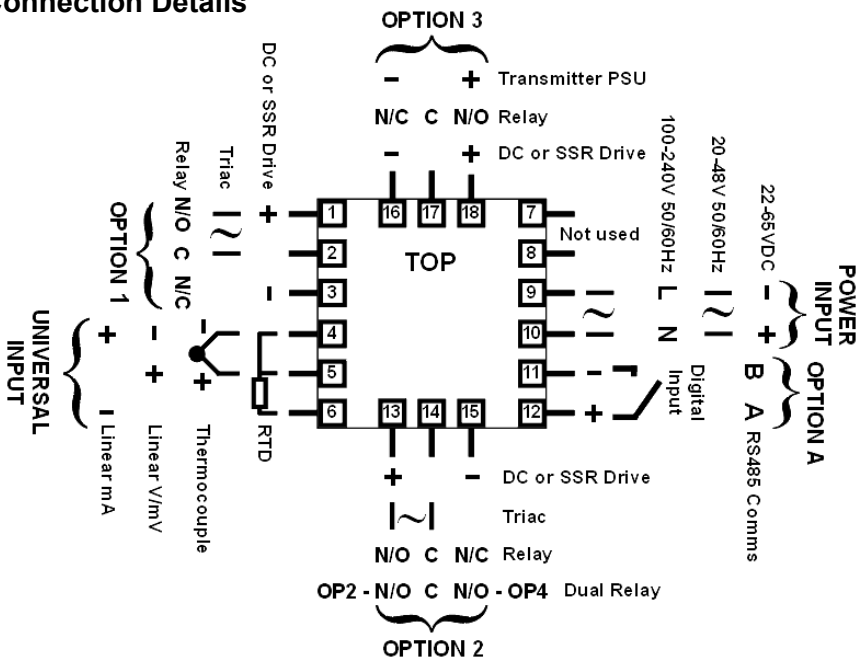 Connection Details
OPTION 3
- + Transmitter PSU
N/C C N/O Relay
- + DC or SSR Drive
16 17 18
TOP
1
2
3
4
5
6
7
8
9
10
11
12
13 14 15
Not used
DC or SSR Drive
+
-
Triac
~
Relay N/O C N/C
OPTION 1
UNIVERSAL
INPUT
+ - Linear mA
- + Linear V/mV
- + Thermocouple
RTD
100-240V 50/60Hz L N
~
20-48V 50/60Hz
~
22-65VDC - +
POWER
INPUT
Digital
Input
-
+
B A RS485 Comms
OPTION A
+ - DC or SSR Drive
~ Triac
N/O C N/C Relay
OP2 - N/O C N/O - OP4 Dual Relay
OPTION 2